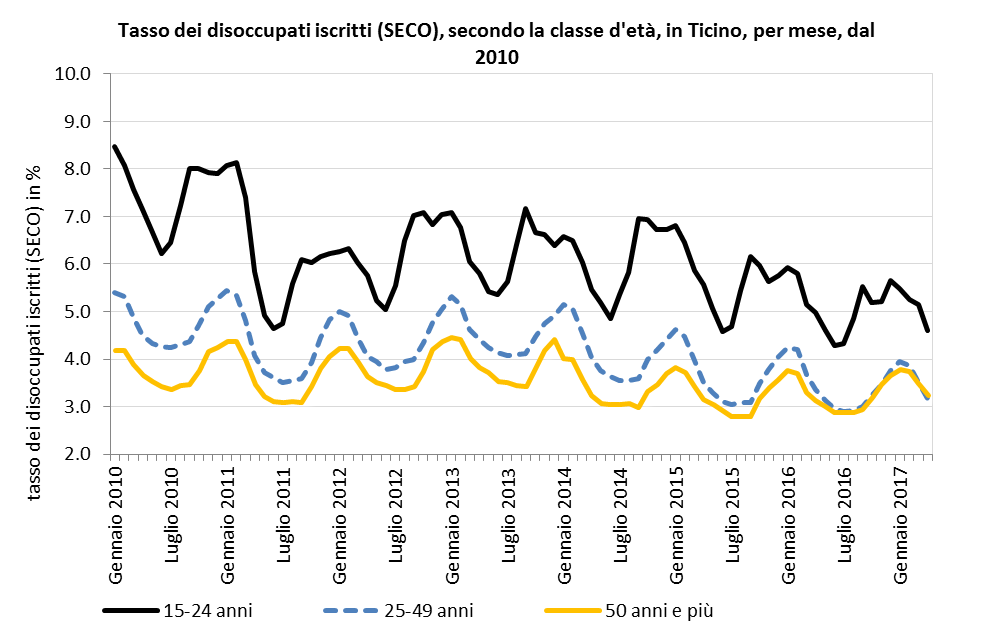 Tasso dei disoccupati iscritti (SECO), secondo la classe d'età, in Ticino, per mese, dal
2010
tasso dei disoccupati iscritti (SECO) in %
10.0
9.0
8.0
7.0
6.0
5.0
4.0
3.0
2.0
Gennaio 2010
Luglio 2010
Gennaio 2011
Luglio 2011
Gennaio 2012
Luglio 2012
Gennaio 2013
Luglio 2013
Gennaio 2014
Luglio 2014
Gennaio 2015
Luglio 2015
Gennaio 2016
Luglio 2016
Gennaio 2017
15-24 anni
25-49 anni
50 anni e più